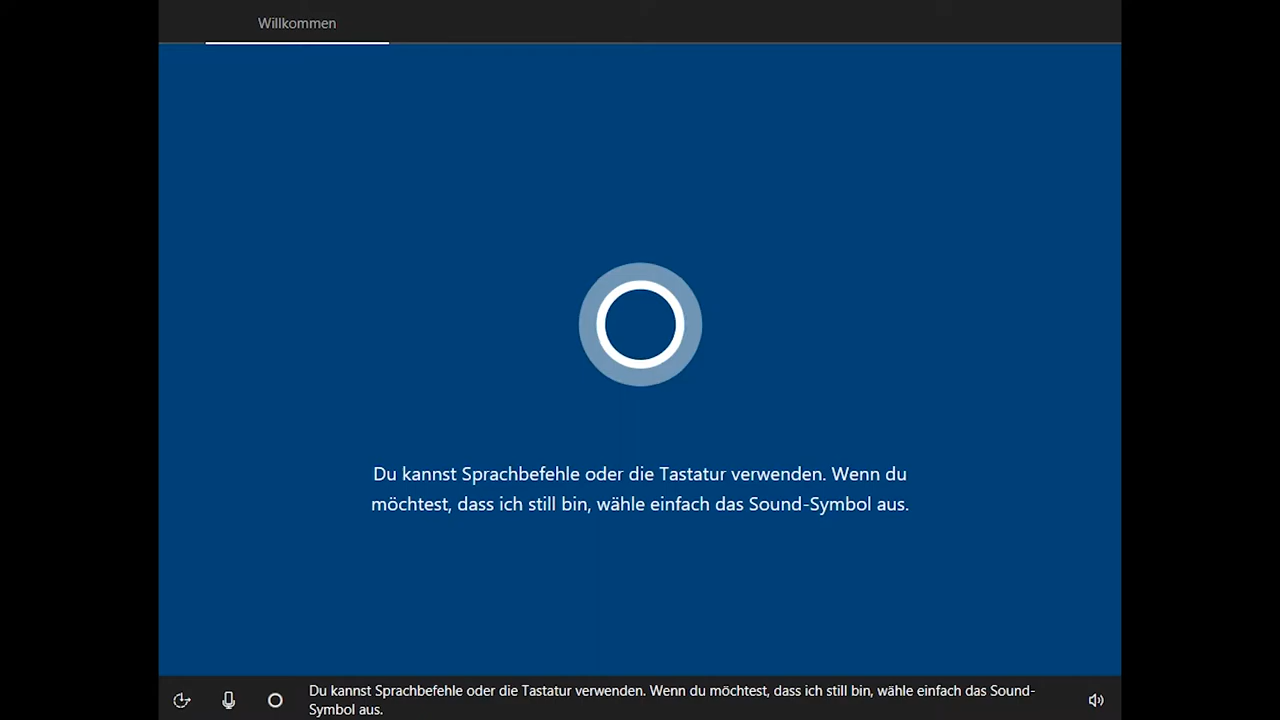 Willkommen
Du kannst Sprachbefehle oder die Tastatur verwenden. Wenn du
möchtest, dass ich still bin, wähle einfach das Sound-Symbol aus.
Du kannst Sprachbefehle oder die Tastatur verwenden. Wenn du möchtest, dass ich still bin, wähle einfach das Sound-
Symbol aus.